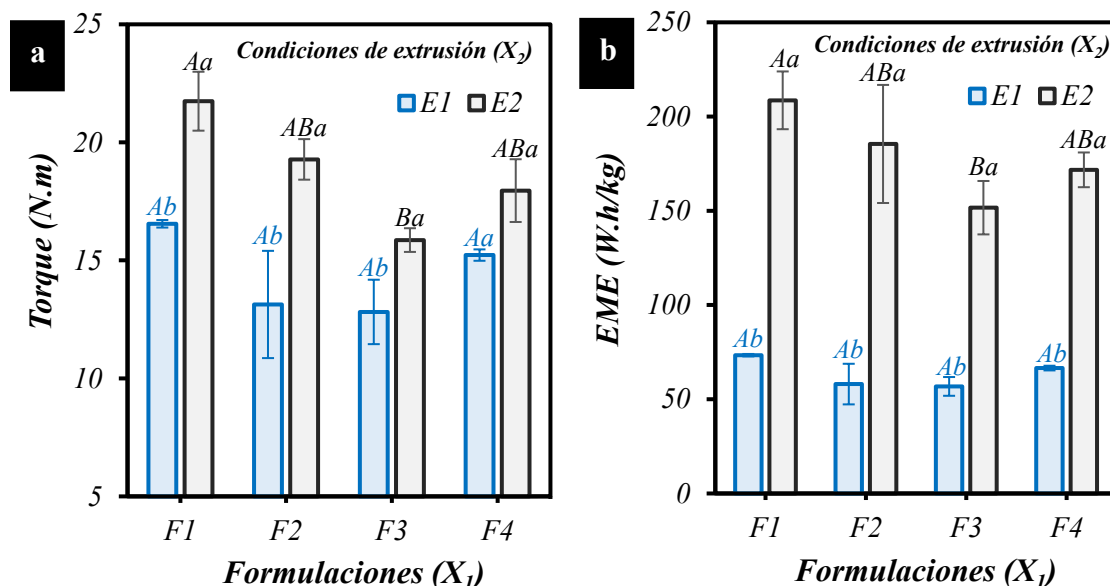 a
Condiciones de extrusión (X2)
E1 E2
Torque (N.m)
25
20
15
10
5
Aa
Ab
ABa
Ab
Ba
Ab
ABa
Aa
F1 F2 F3 F4
Formulaciones (X1)
b
Condiciones de extrusión (X2)
E1 E2
EME (W.h/kg)
250
200
150
100
50
0
Aa
Ab
ABa
Ab
Ba
Ab
ABa
Ab
F1 F2 F3 F4
Formulaciones (X1)